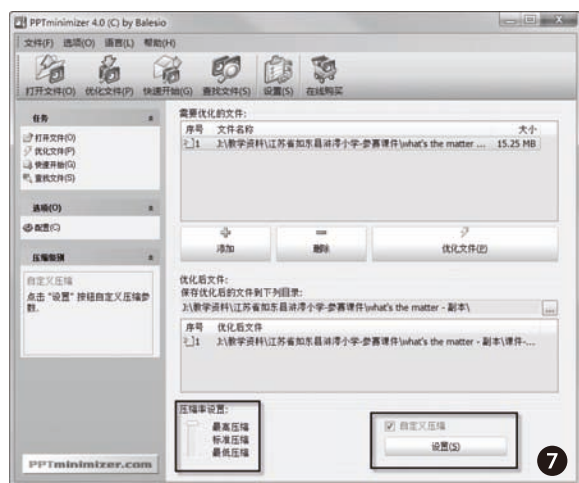 PPTminimizer 4.0 (C) by Balesio
文件(F) 选项(O) 语言(L) 帮助(H)
打开文件(O) 优化文件(P) 快速开始(G) 查找文件(S) 设置(S) 在线购买
任务
打开文件(O)
优化文件(P)
快速开始(G)
查找文件(S)
选项(O)
配置(C)
压缩级别
自定义压缩
点击“设置”按钮自定义压缩参数.
PPTminimizer.com
需要优化的文件:
序号 文件名称 大小
1 J:\教学资料\江苏省如东县浒澪小学-参赛课件\what's the matter ... 15.25 MB
添加 删除 优化文件(P)
优化后文件:
保存优化后的文件到下列目录:
J:\教学资料\江苏省如东县浒澪小学-参赛课件\what's the matter - 副本\ ...
序号 优化后文件
1 J:\教学资料\江苏省如东县浒澪小学-参赛课件\what's the matter - 副本\课件-...
压缩率设置:
最高压缩
标准压缩
最低压缩
自定义压缩
设置(S)
7